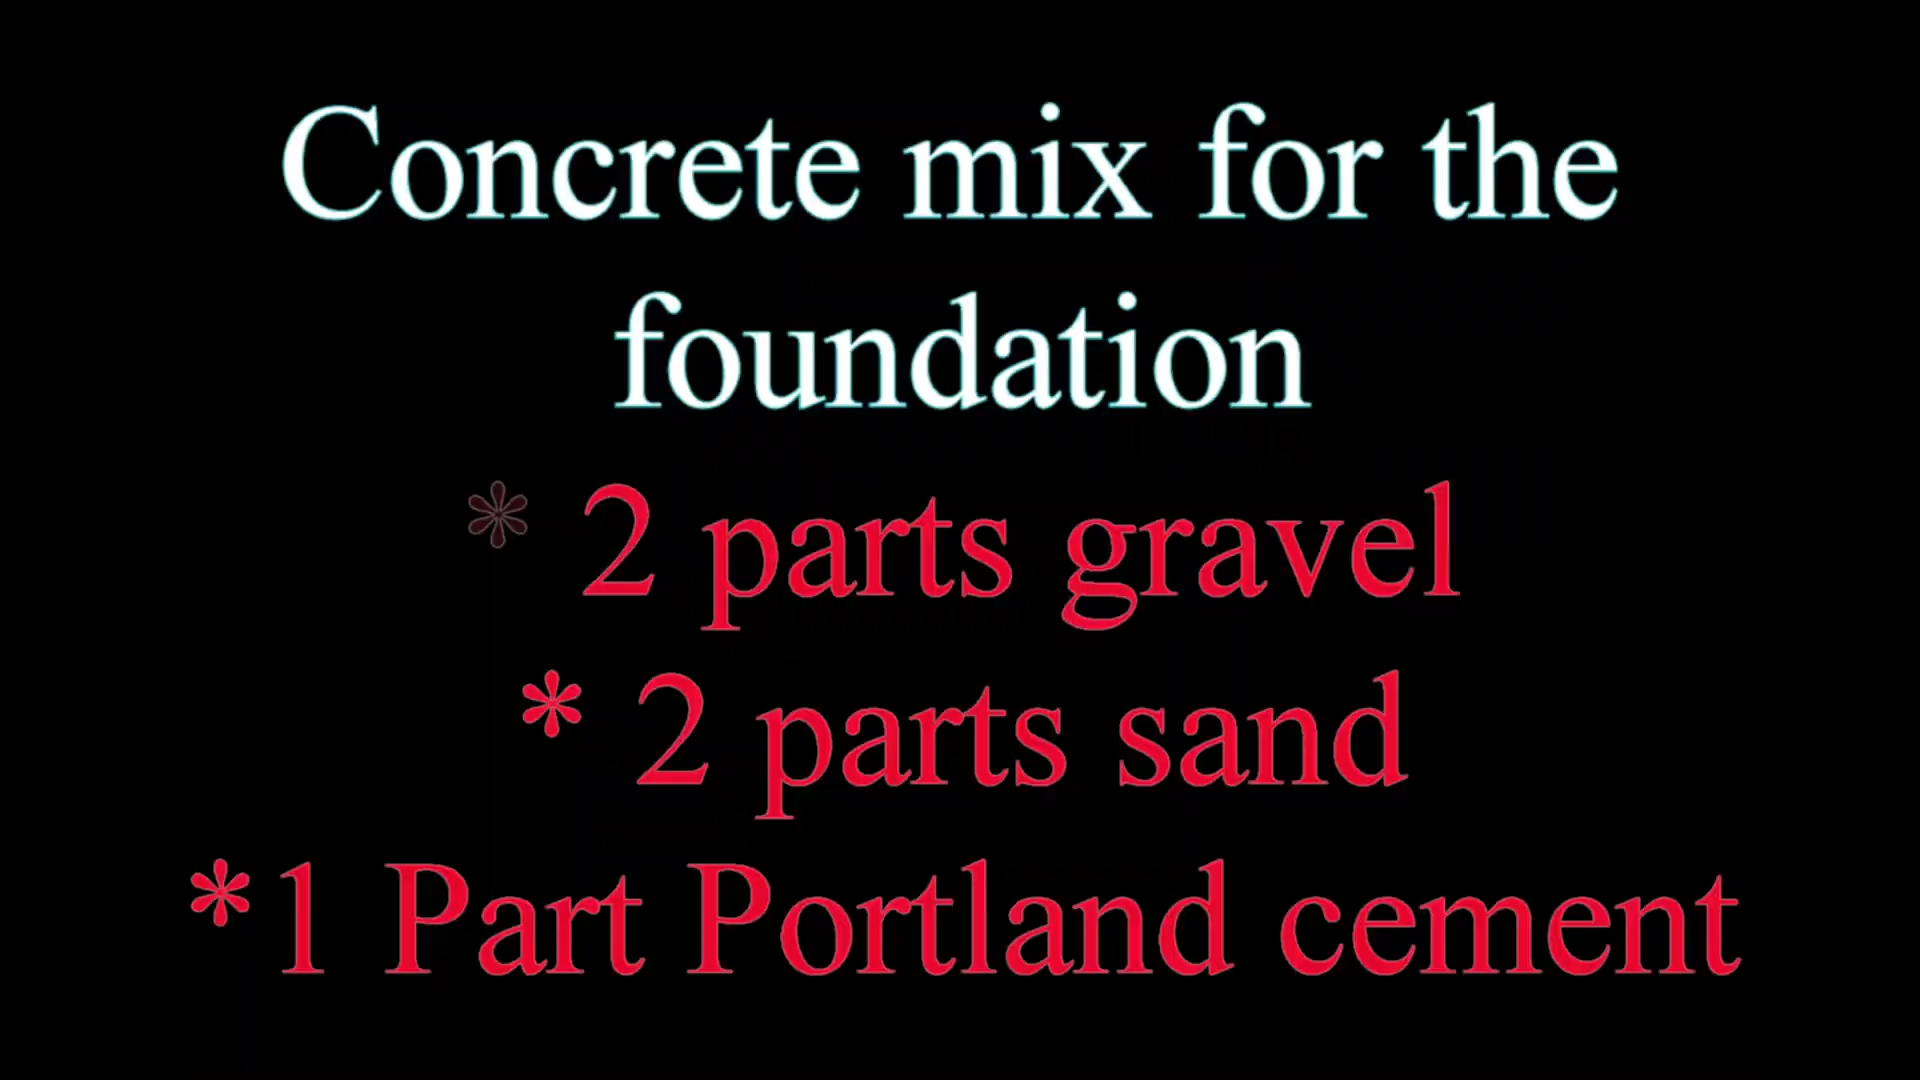 Concrete mix for the
foundation
* 2 parts gravel
* 2 parts sand
*1 Part Portland cement